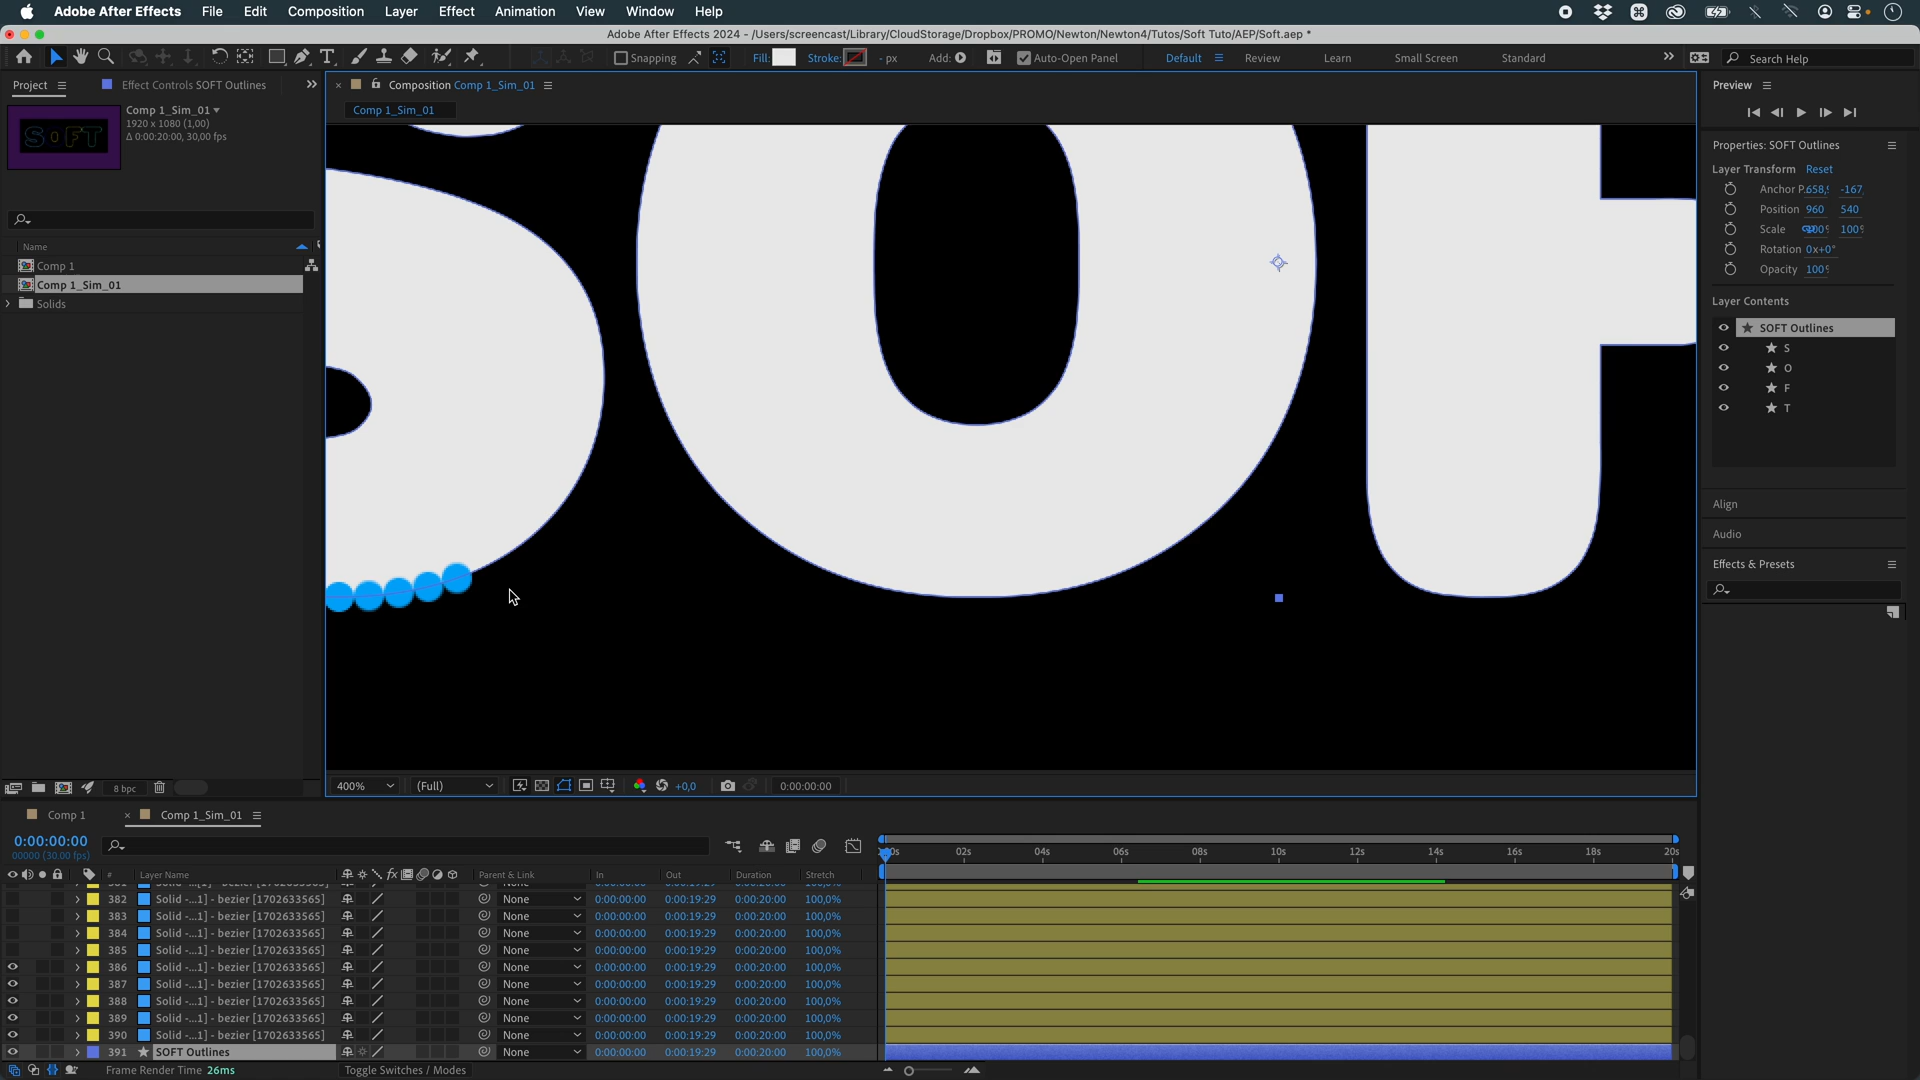 Adobe After Effects File Edit Composition Layer Effect Animation View Window Help
Adobe After Effects 2024 - /Users/screencast/Library/CloudStorage/Dropbox/PROMO/Newton/Newton4/Tutos/Soft Tuto/AEP/Soft.aep *
Snapping Fill: Stroke: - px Add: Auto-Open Panel Default Review Learn Small Screen Standard Search Help
Project Effect Controls SOFT Outlines
Composition Comp 1_Sim_01
Comp 1_Sim_01
Comp 1_Sim_01
1920 x 1080 (1,00)
Δ 0:00:20:00, 30,00 fps
Name
Comp 1
Comp 1_Sim_01
Solids
8 bpc
400% (Full) +0,0 0:00:00:00
Preview
Properties: SOFT Outlines
Layer Transform Reset
Position 960 540
Scale
Rotation 0x+0°
Opacity
Layer Contents
SOFT Outlines
S
O
F
T
Align
Audio
Effects & Presets
Comp 1 Comp 1_Sim_01
0:00:00:00
00000 (30.00 fps)
02s 04s 06s 08s 10s 12s 14s 16s 18s 20s
# Layer Name Parent & Link In Out Duration Stretch
382 Solid -...1] - bezier [1702633565] None 0:00:00:00 0:00:19:29 0:00:20:00 100,0%
383 Solid -...1] - bezier [1702633565] None 0:00:00:00 0:00:19:29 0:00:20:00 100,0%
384 Solid -...1] - bezier [1702633565] None 0:00:00:00 0:00:19:29 0:00:20:00 100,0%
385 Solid -...1] - bezier [1702633565] None 0:00:00:00 0:00:19:29 0:00:20:00 100,0%
386 Solid -...1] - bezier [1702633565] None 0:00:00:00 0:00:19:29 0:00:20:00 100,0%
387 Solid -...1] - bezier [1702633565] None 0:00:00:00 0:00:19:29 0:00:20:00 100,0%
388 Solid -...1] - bezier [1702633565] None 0:00:00:00 0:00:19:29 0:00:20:00 100,0%
389 Solid -...1] - bezier [1702633565] None 0:00:00:00 0:00:19:29 0:00:20:00 100,0%
390 Solid -...1] - bezier [1702633565] None 0:00:00:00 0:00:19:29 0:00:20:00 100,0%
391 SOFT Outlines None 0:00:00:00 0:00:19:29 0:00:20:00 100,0%
Frame Render Time 26ms Toggle Switches / Modes